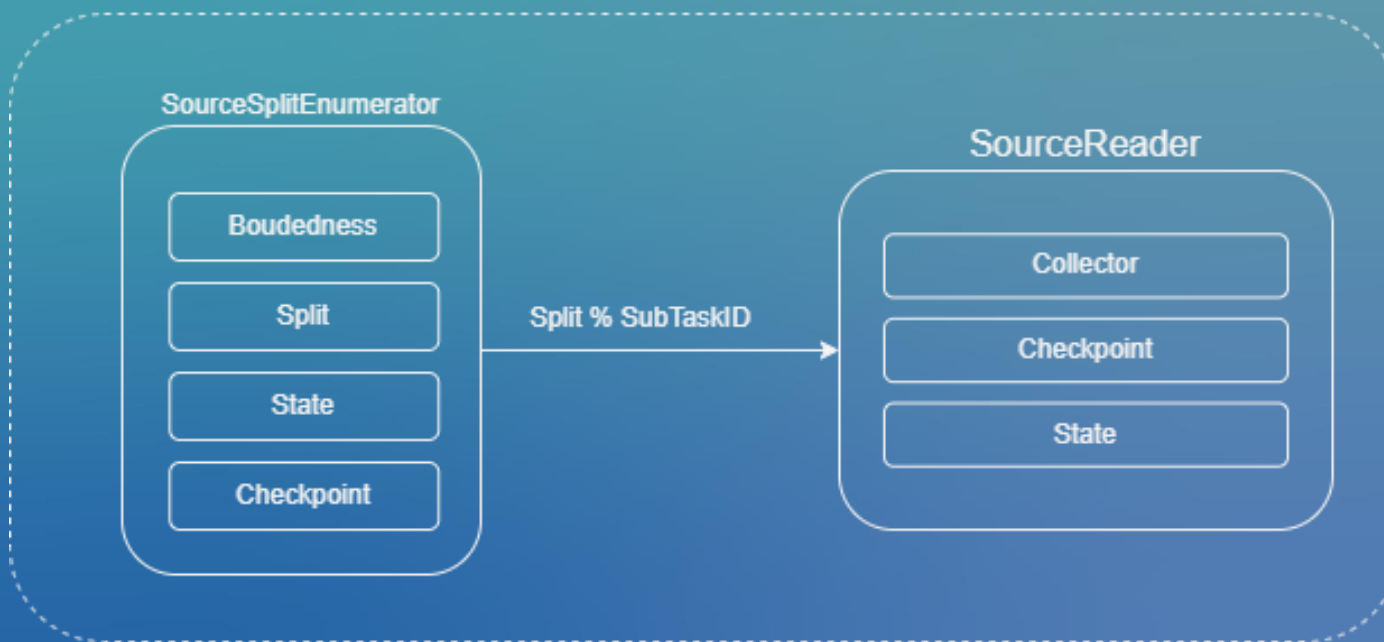 SourceSplitEnumerator
Boudedness
Split
State
Checkpoint
Split % SubTaskID
SourceReader
Collector
Checkpoint
State